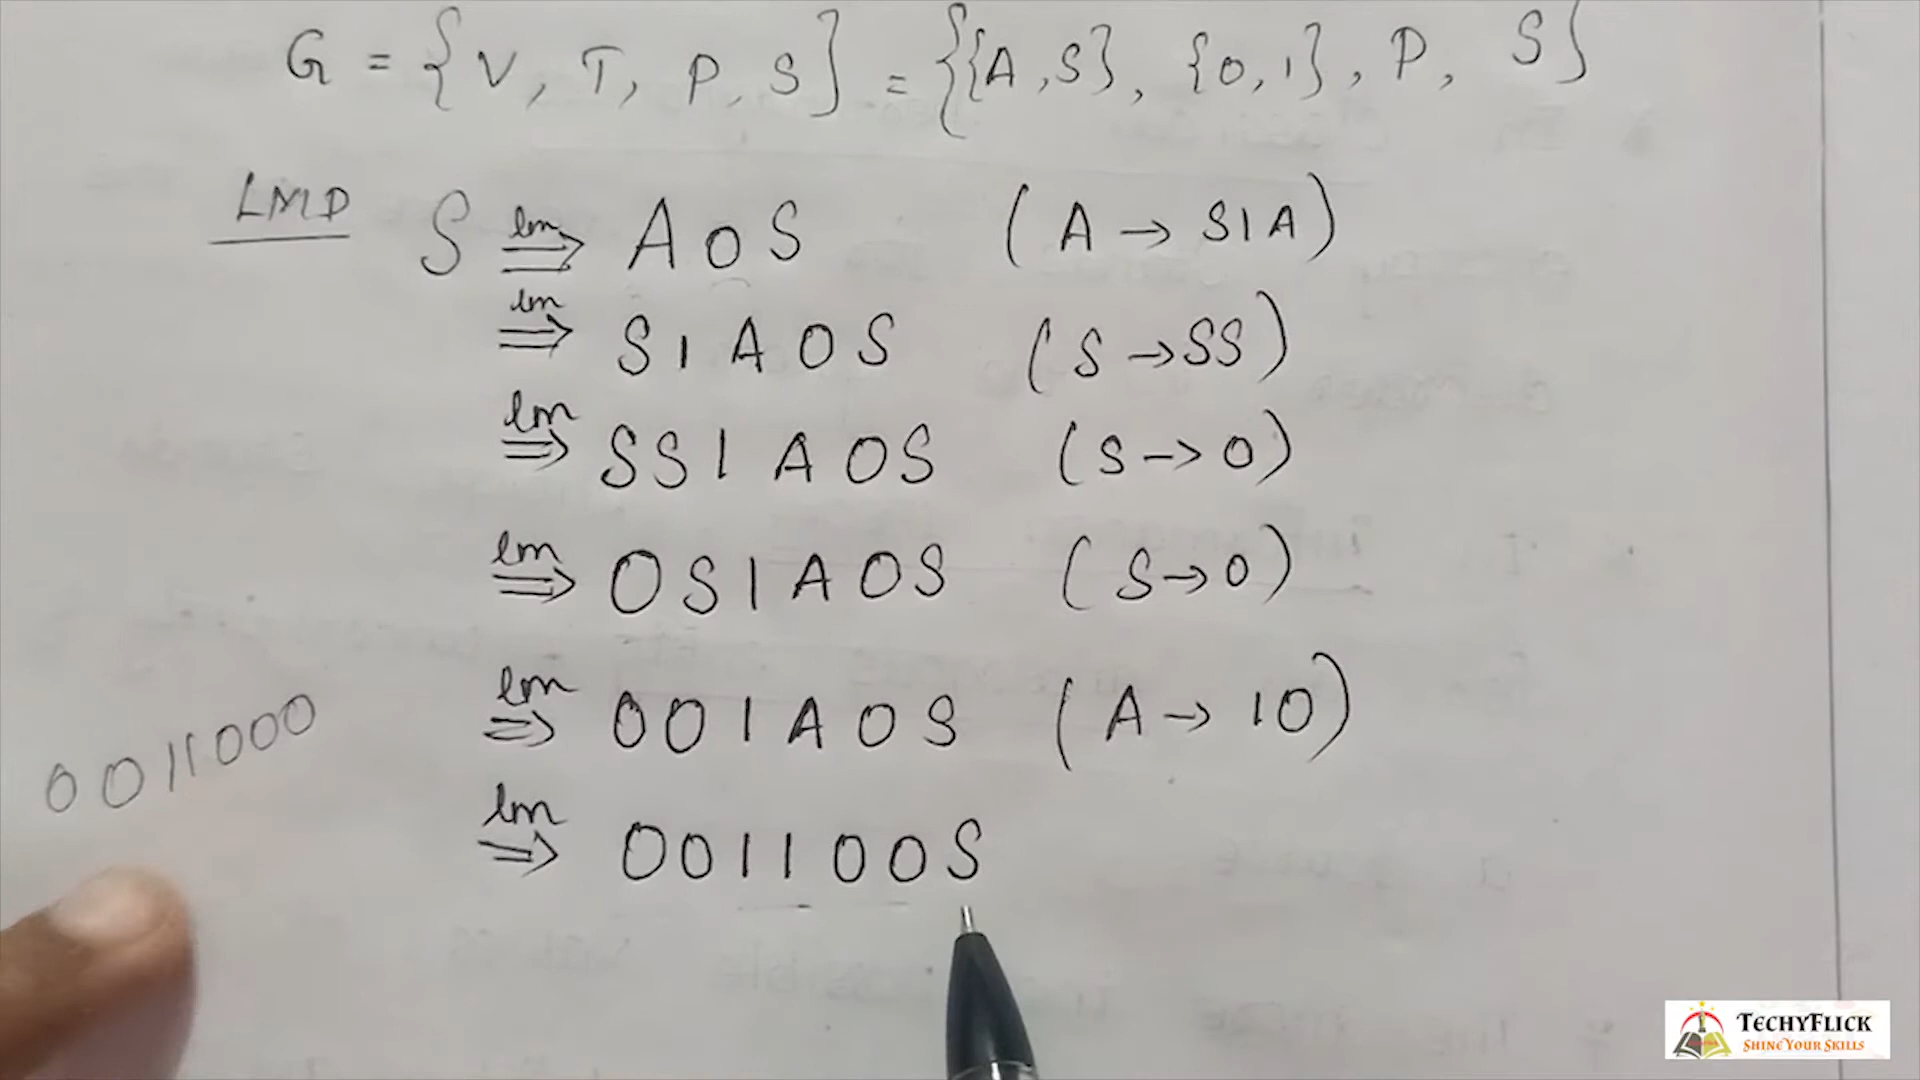 G = {V, T, P, S} = {{A, S}, {0, 1}, P, S}
LMD S lm⇒ A0S (A → S1A)
lm⇒ S1A0S (S → SS)
lm⇒ SS1A0S (S → 0)
lm⇒ 0S1A0S (S → 0)
lm⇒ 001A0S (A → 10)
0011000
lm⇒ 001100S
TECHYFLICK
SHINE YOUR SKILLS